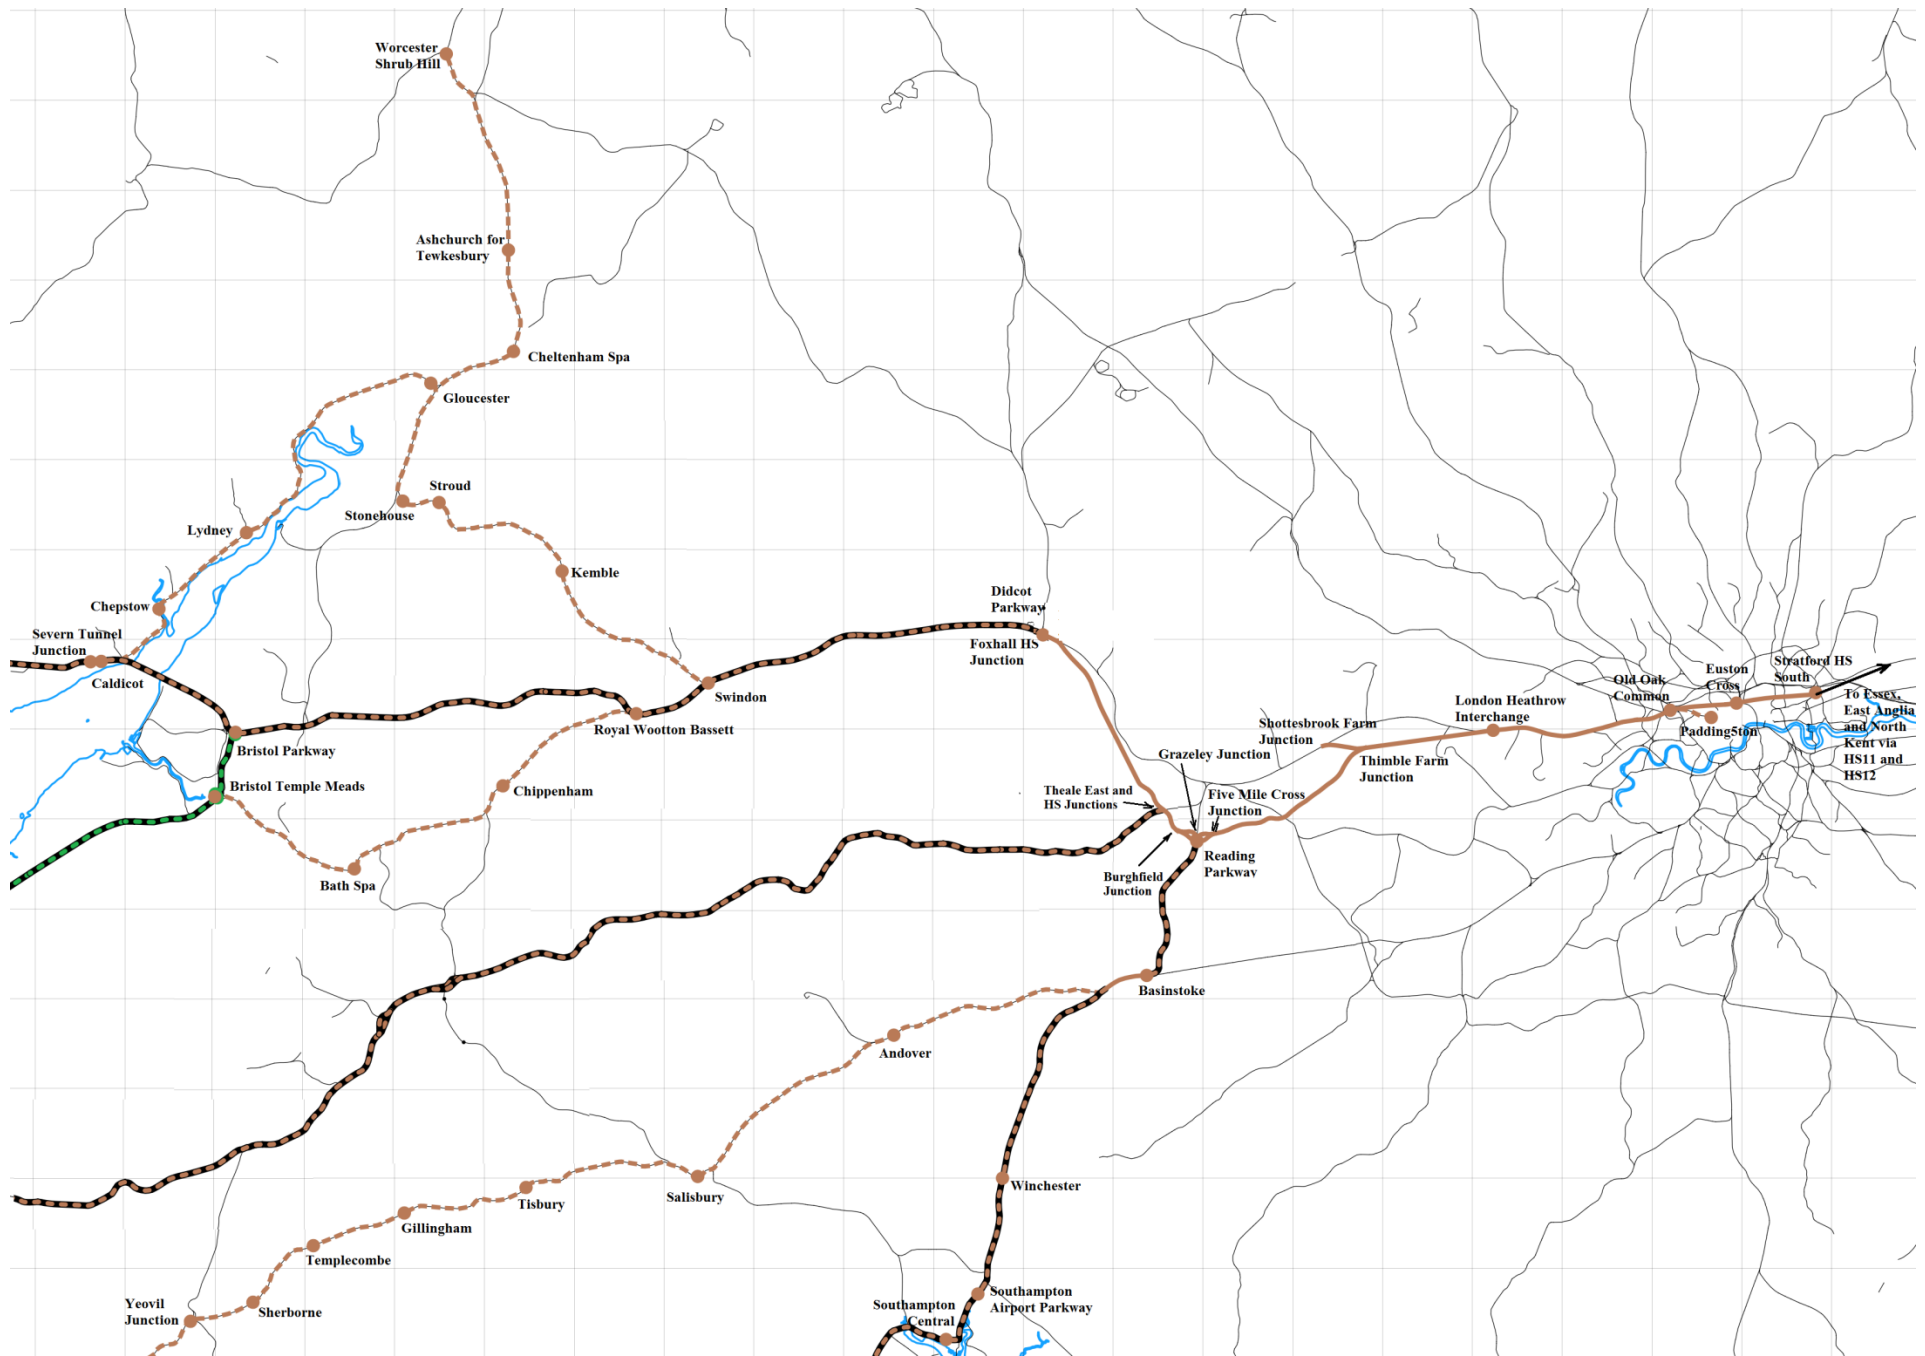 Worcester
Shrub Hill
Ashchurch for
Tewkesbury
Cheltenham Spa
Gloucester
Stroud
Stonehouse
Lydney
Kemble
Chepstow
Severn Tunnel
Junction
Caldicot
Didcot
Parkway
Foxhall HS
Junction
Swindon
Royal Wootton Bassett
Bristol Parkway
Bristol Temple Meads
Chippenham
Bath Spa
Stratford HS
South
Euston
Cross
Old Oak
Common
London Heathrow
Interchange
Padding5ton
To Essex,
East Anglia
and North
Kent via
HS11 and
HS12
Shottesbrook Farm
Junction
Grazeley Junction
Thimble Farm
Junction
Theale East and
HS Junctions
Five Mile Cross
Junction
Reading
Parkway
Burghfield
Junction
Basinstoke
Andover
Winchester
Salisbury
Tisbury
Gillingham
Templecombe
Sherborne
Yeovil
Junction
Southampton
Airport Parkway
Southampton
Central